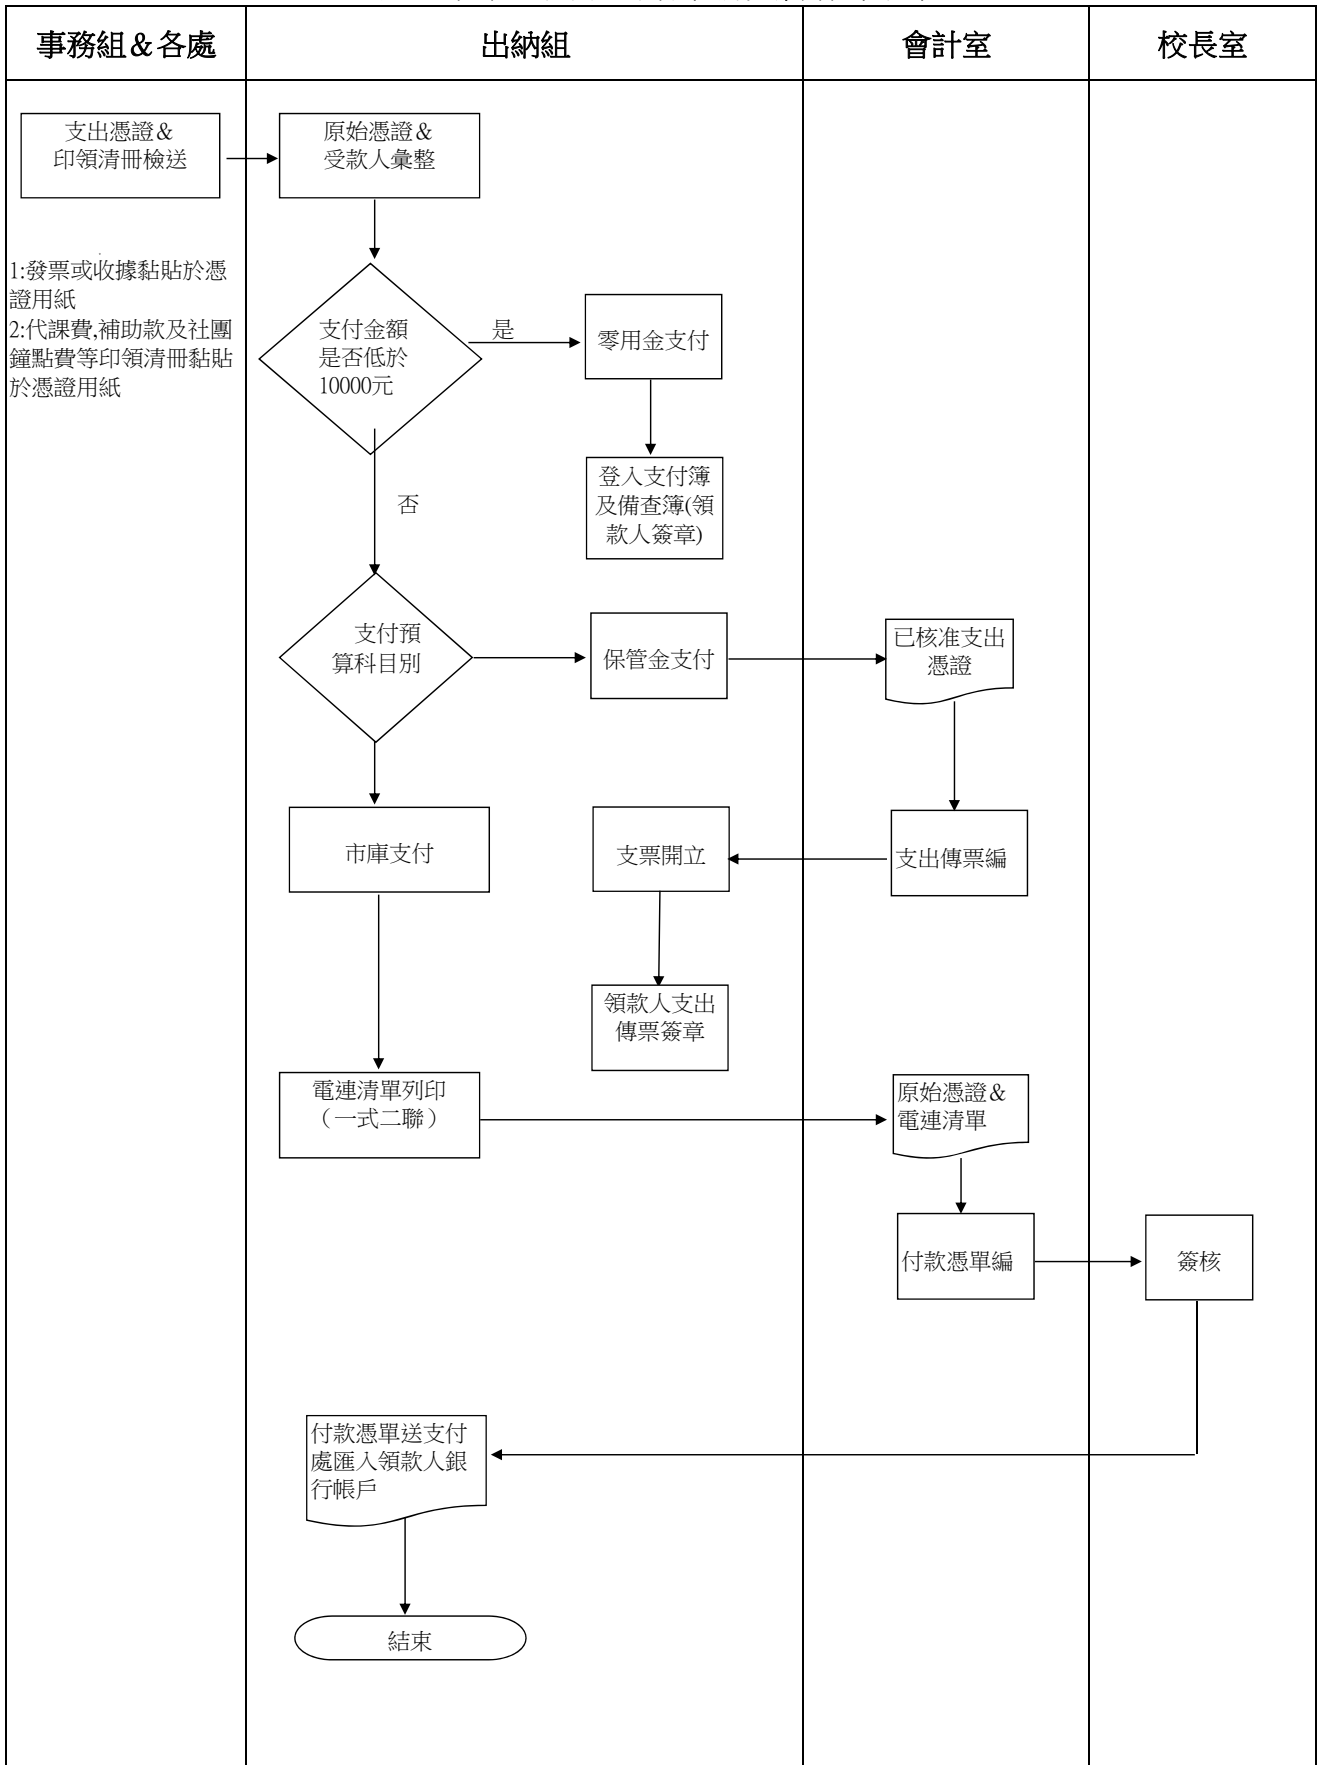 事務組&各處
出納組
會計室
校長室
支出憑證&
印領清冊檢送
原始憑證&
受款人彙整
1:發票或收據黏貼於憑
證用紙
2:代課費,補助款及社團
鐘點費等印領清冊黏貼
於憑證用紙
支付金額
是否低於
10000元
是
零用金支付
登入支付簿
及備查簿(領
款人簽章)
否
支付預
算科目別
保管金支付
已核准支出
憑證
市庫支付
支票開立
支出傳票編
領款人支出
傳票簽章
電連清單列印
（一式二聯）
原始憑證&
電連清單
付款憑單編
簽核
付款憑單送支付
處匯入領款人銀
行帳戶
結束